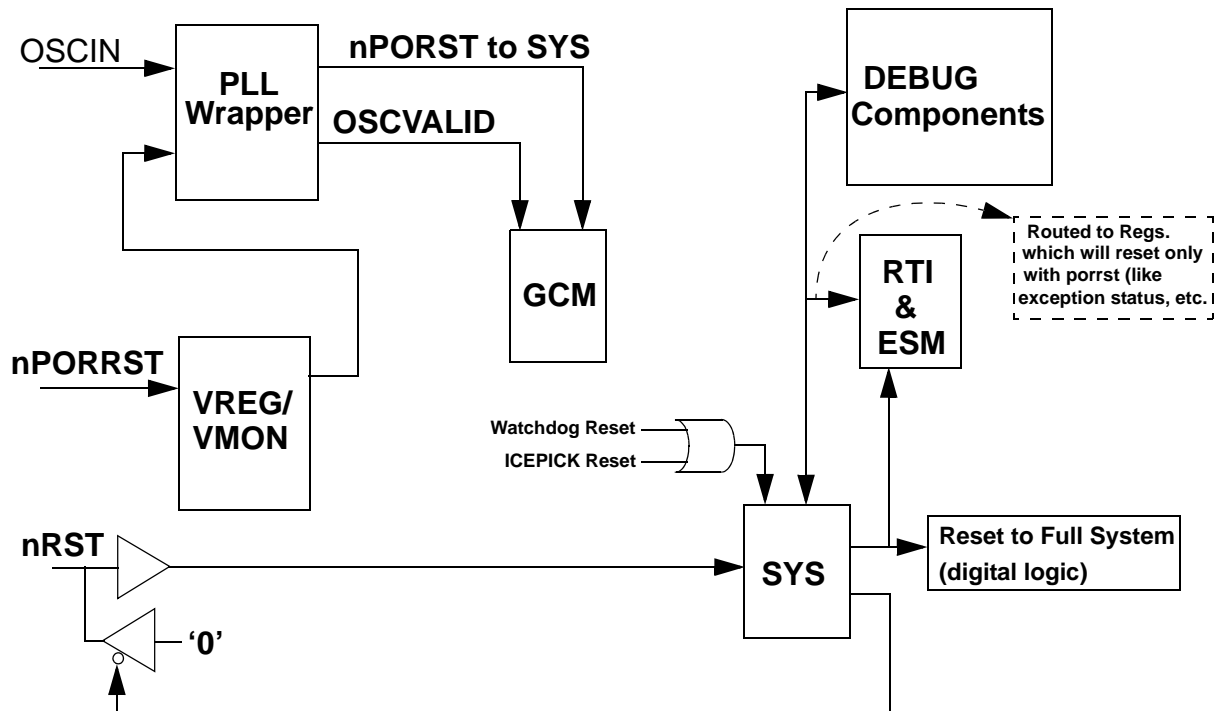 OSCIN
PLL
Wrapper
nPORST to SYS
OSCVALID
DEBUG
Components
Routed to Regs.
which will reset only
with porrst (like
exception status, etc.
RTI
&
ESM
GCM
nPORRST
VREG/
VMON
Watchdog Reset
ICEPICK Reset
nRST
SYS
Reset to Full System
(digital logic)
‘0’